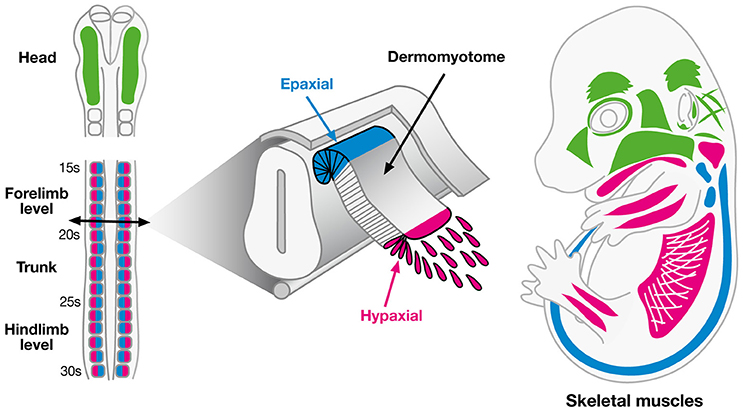 Head
15s
Forelimb
level
20s
Trunk
25s
Hindlimb
level
30s
Dermomyotome
Epaxial
Hypaxial
Skeletal muscles